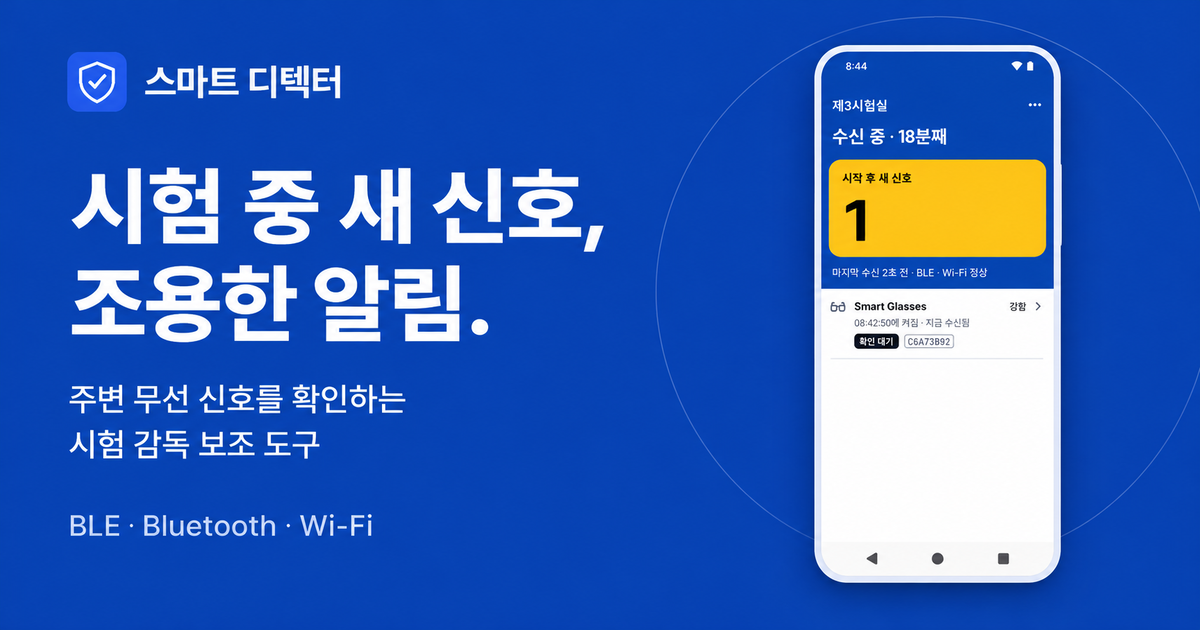 스마트 디텍터
시험 중 새 신호,
조용한 알림.
주변 무선 신호를 확인하는
시험 감독 보조 도구
BLE · Bluetooth · Wi-Fi
8:44
제3시험실
수신 중 · 18분째
시작 후 새 신호
1
마지막 수신 2초 전 · BLE · Wi-Fi 정상
Smart Glasses 강함
08:42:50에 켜짐 · 지금 수신됨
확인 대기 C6A73B92